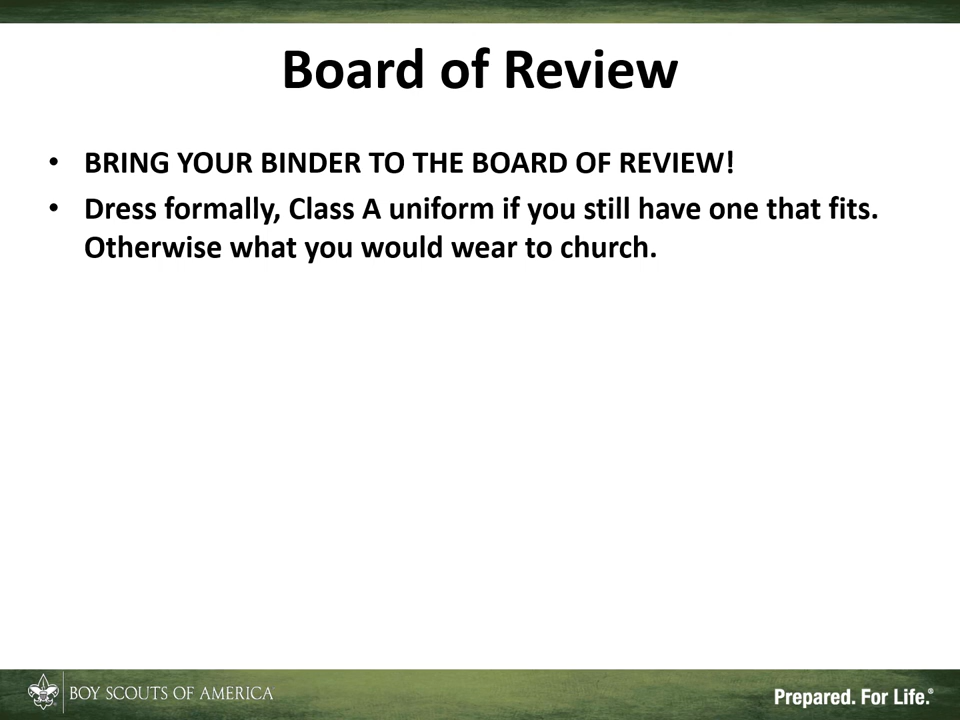 Board of Review
• BRING YOUR BINDER TO THE BOARD OF REVIEW!
• Dress formally, Class A uniform if you still have one that fits.
Otherwise what you would wear to church.
BOY SCOUTS OF AMERICA
Prepared. For Life.®